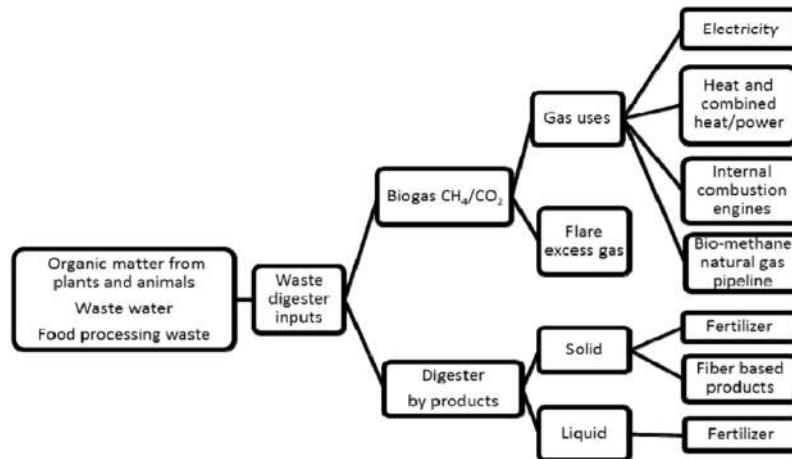 Organic matter from
plants and animals
Waste water
Food processing waste
Waste
digester
inputs
Biogas CH₄/CO₂
Gas uses
Electricity
Heat and
combined
heat/power
Internal
combustion
engines
Bio-methane
natural gas
pipeline
Flare
excess gas
Digester
by products
Solid
Fertilizer
Fiber based
products
Liquid
Fertilizer